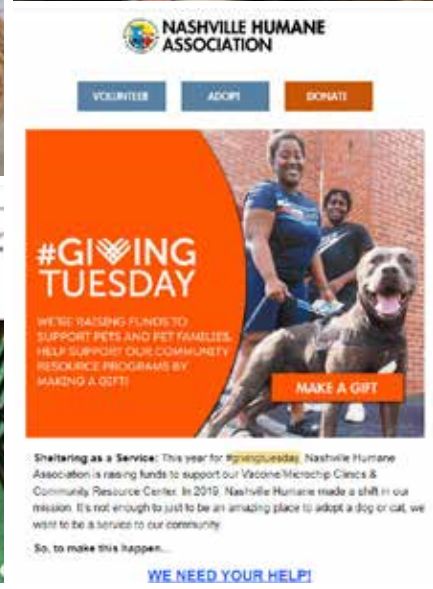 NASHVILLE HUMANE
ASSOCIATION
VOLUNTEER
ADOPT
DONATE
#GIVING
TUESDAY
WE'RE RAISING FUNDS TO
SUPPORT PETS AND PET FAMILIES.
HELP SUPPORT OUR COMMUNITY
RESOURCE PROGRAMS BY
MAKING A GIFT!
MAKE A GIFT
Sheltering as a Service: This year for #givingtuesday, Nashville Humane
Association is raising funds to support our Vaccine/Microchip Clinics &
Community Resource Center. In 2019, Nashville Humane made a shift in our
mission. It's not enough to just to be an amazing place to adopt a dog or cat, we
want to be a service to our community.
So, to make this happen...
WE NEED YOUR HELP!